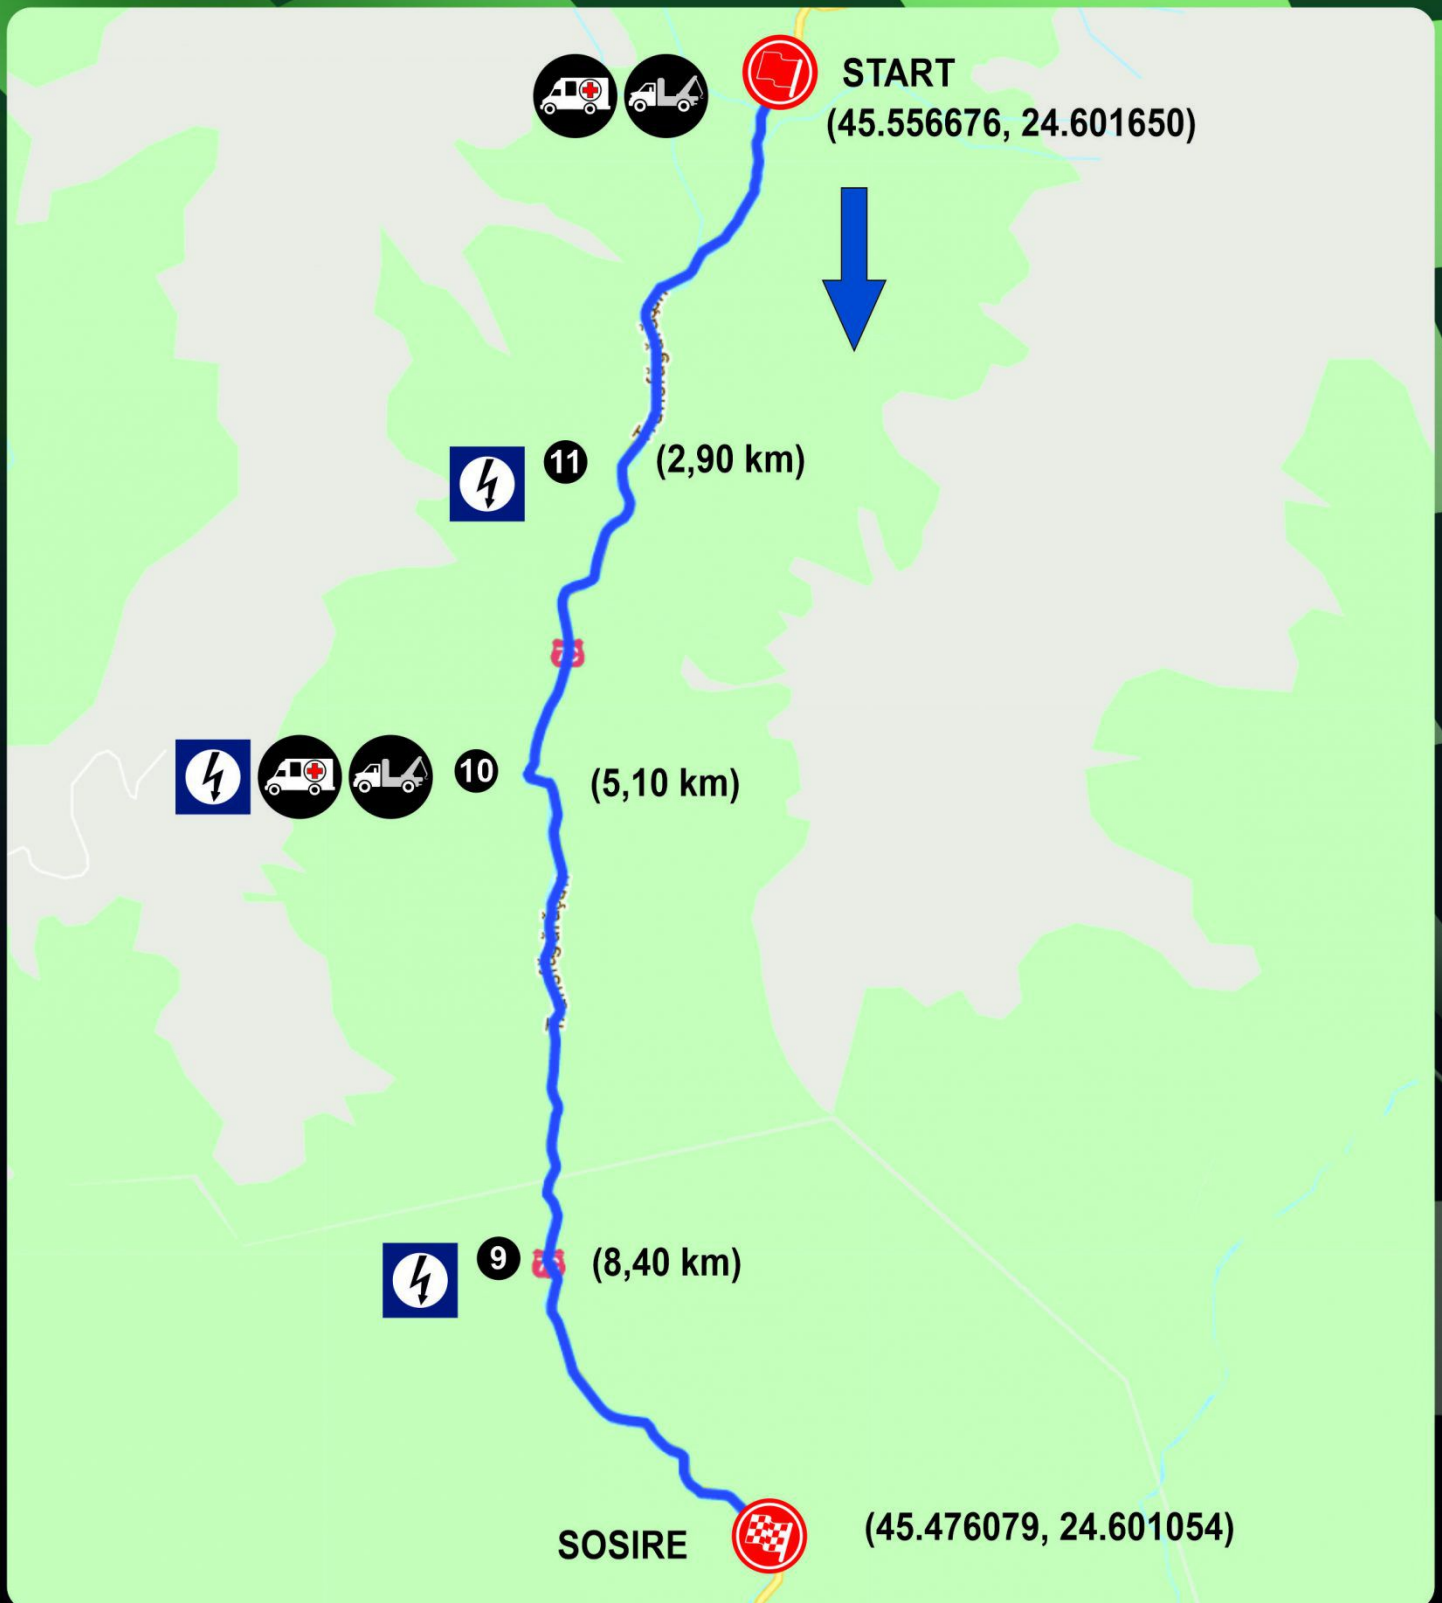 START
(45.556676, 24.601650)
11
(2,90 km)
10
(5,10 km)
9
(8,40 km)
SOSIRE
(45.476079, 24.601054)